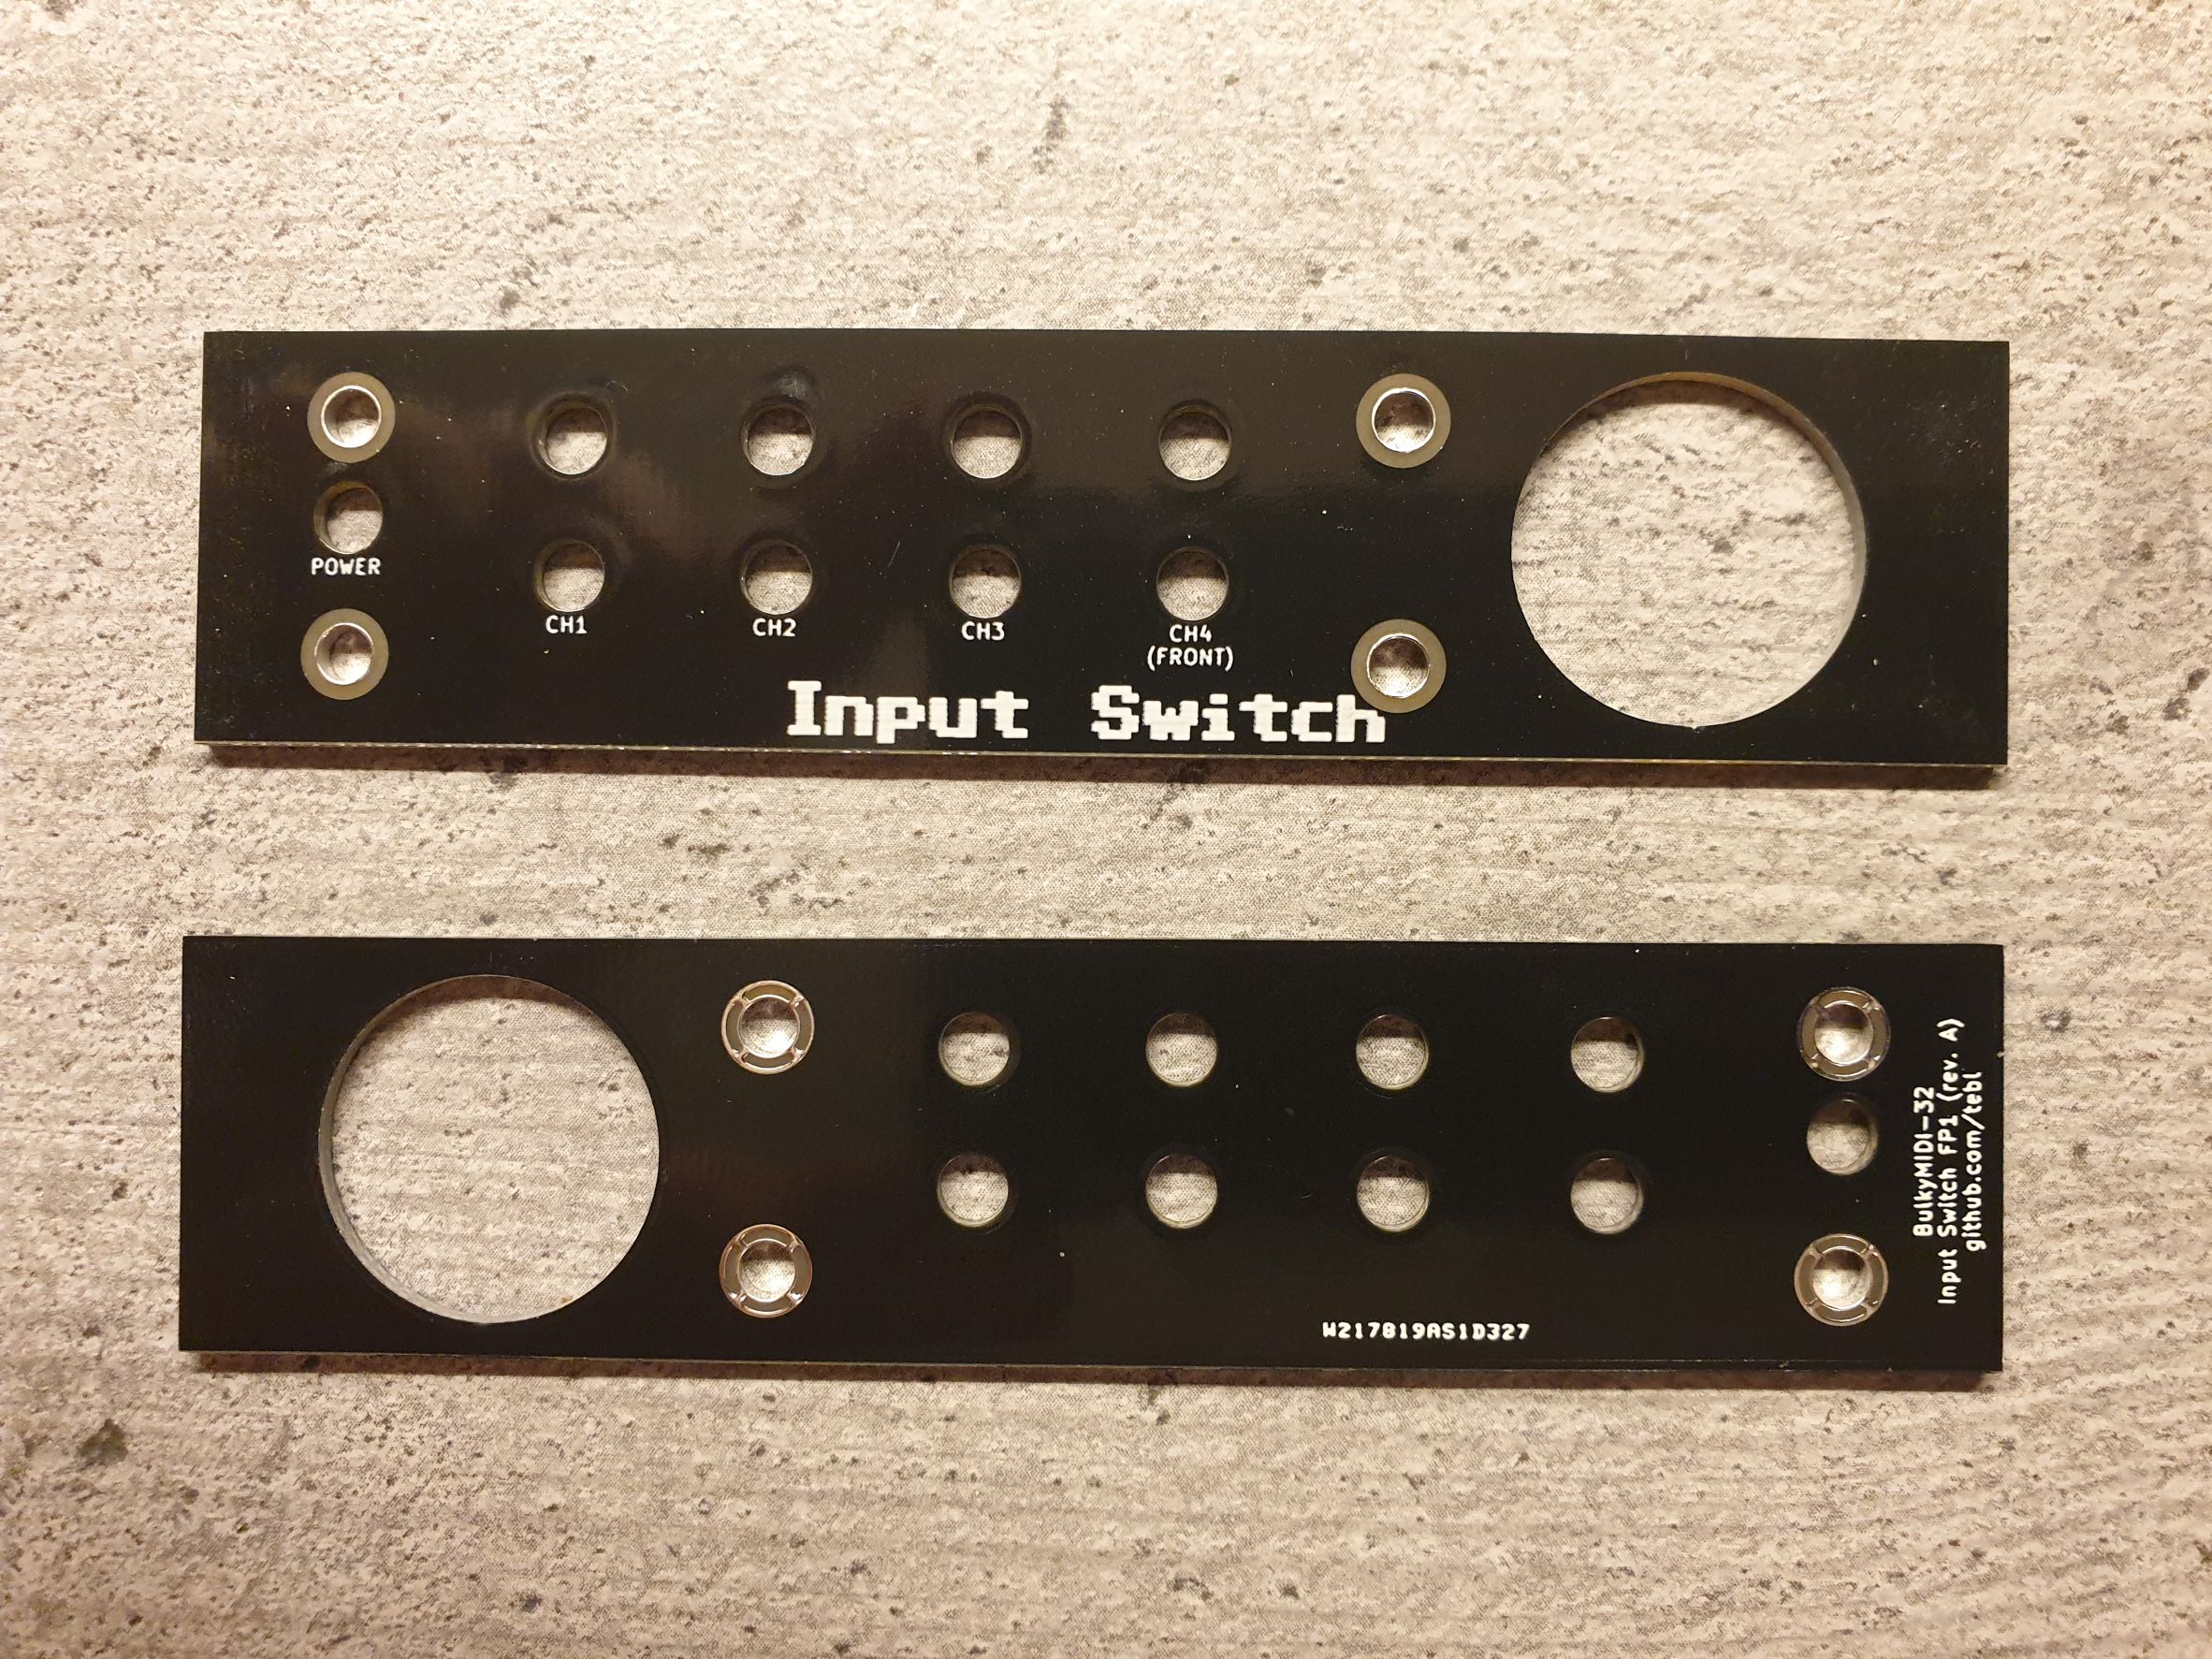 POWER
CH1
CH2
CH3
CH4
(FRONT)
Input Switch
BulkyMIDI-32
Input Switch FP1 (rev. A)
github.com/tebl
W217819AS1D327